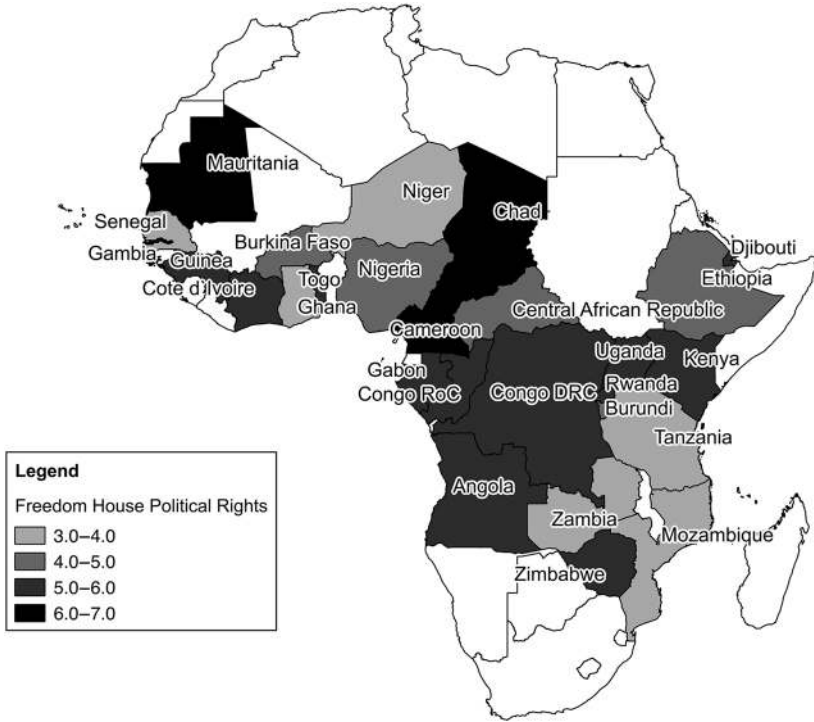 Mauritania
Niger
Chad
Senegal
Burkina Faso
Djibouti
Gambia
Guinea
Nigeria
Ethiopia
Togo
Cote d'Ivoire
Ghana
Central African Republic
Cameroon
Uganda
Kenya
Gabon
Rwanda
Congo RoC
Congo DRC
Burundi
Tanzania
Legend
Freedom House Political Rights
3.0–4.0
4.0–5.0
5.0–6.0
6.0–7.0
Angola
Zambia
Mozambique
Zimbabwe